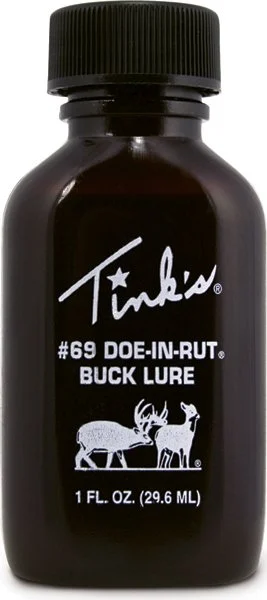 Tink's®
#69 DOE-IN-RUT®
BUCK LURE
®
1 FL. OZ. (29.6 ML)